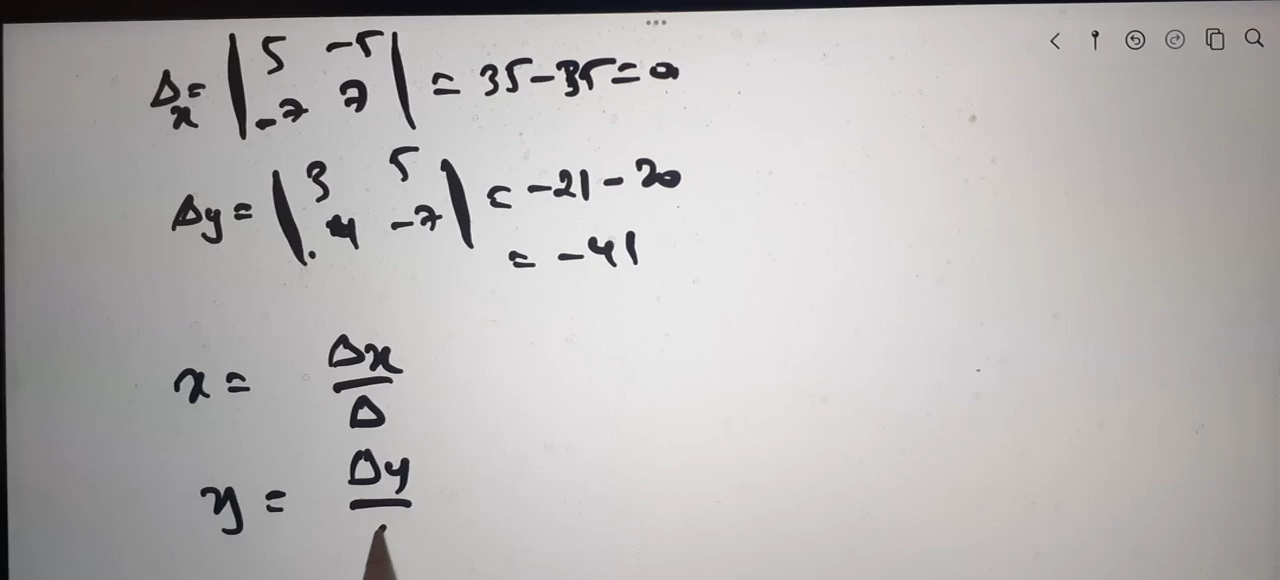 Δx = | 5 -5 | = 35-35=0
| -7 7 |
Δy = | 3 5 | = -21-20
| 4 -7 | = -41
x = Δx
Δ
y = Δy